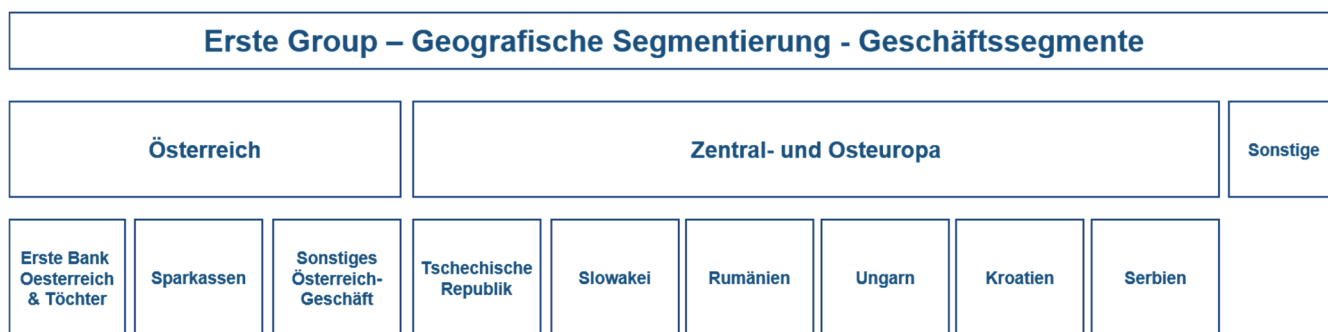 Erste Group – Geografische Segmentierung - Geschäftssegmente
Österreich
Zentral- und Osteuropa
Sonstige
Erste Bank
Oesterreich
& Töchter
Sparkassen
Sonstiges
Österreich-
Geschäft
Tschechische
Republik
Slowakei
Rumänien
Ungarn
Kroatien
Serbien